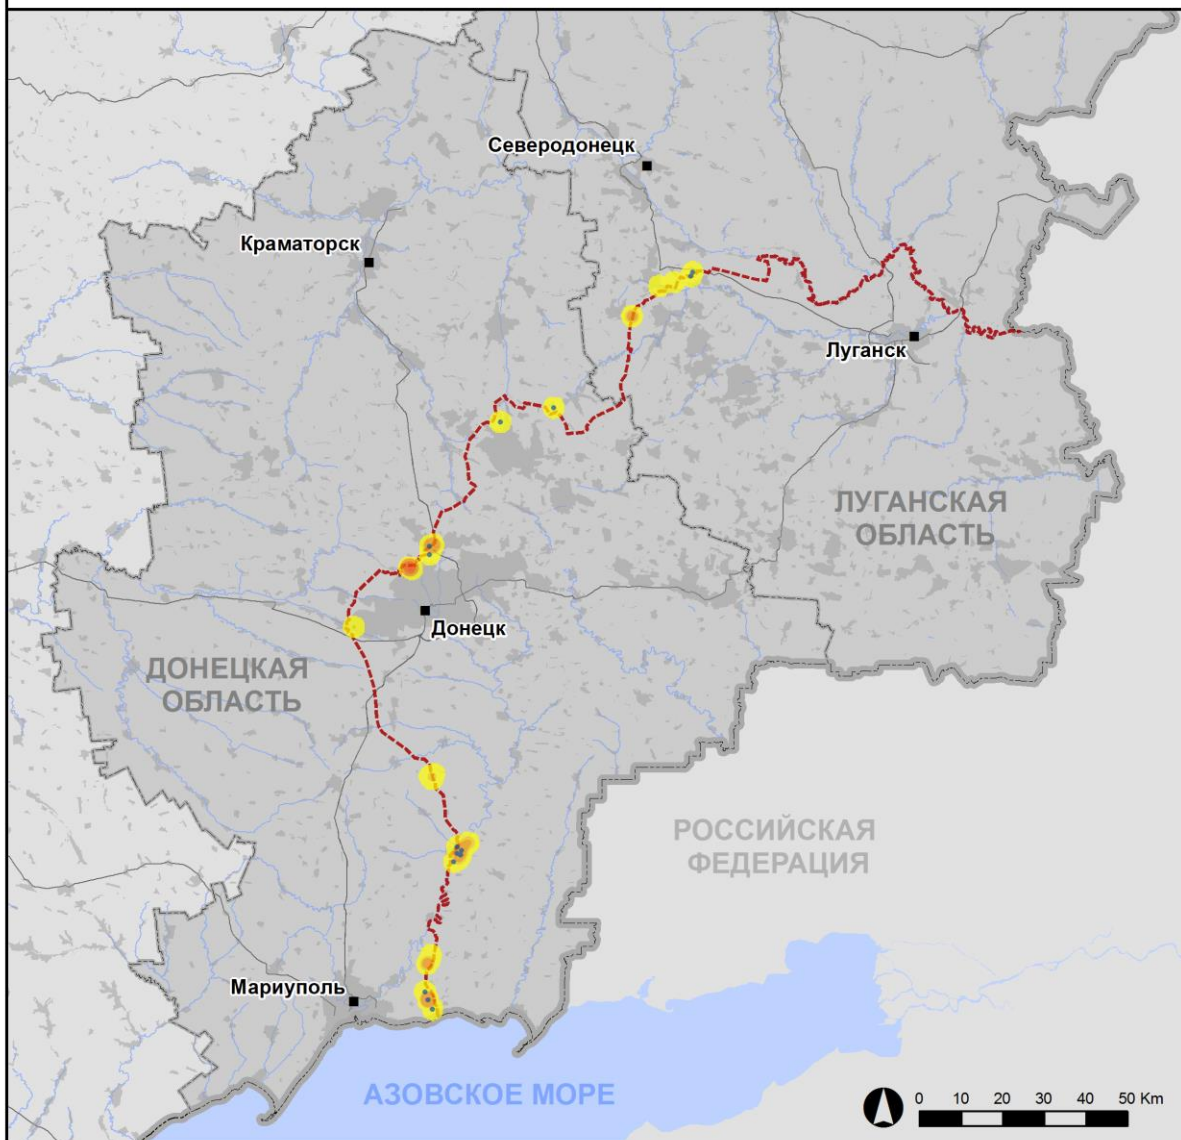 Северодонецк
Краматорск
Луганск
ЛУГАНСКАЯ
ОБЛАСТЬ
Донецк
ДОНЕЦКАЯ
ОБЛАСТЬ
РОССИЙСКАЯ
ФЕДЕРАЦИЯ
Мариуполь
АЗОВСКОЕ МОРЕ
0 10 20 30 40 50 Km